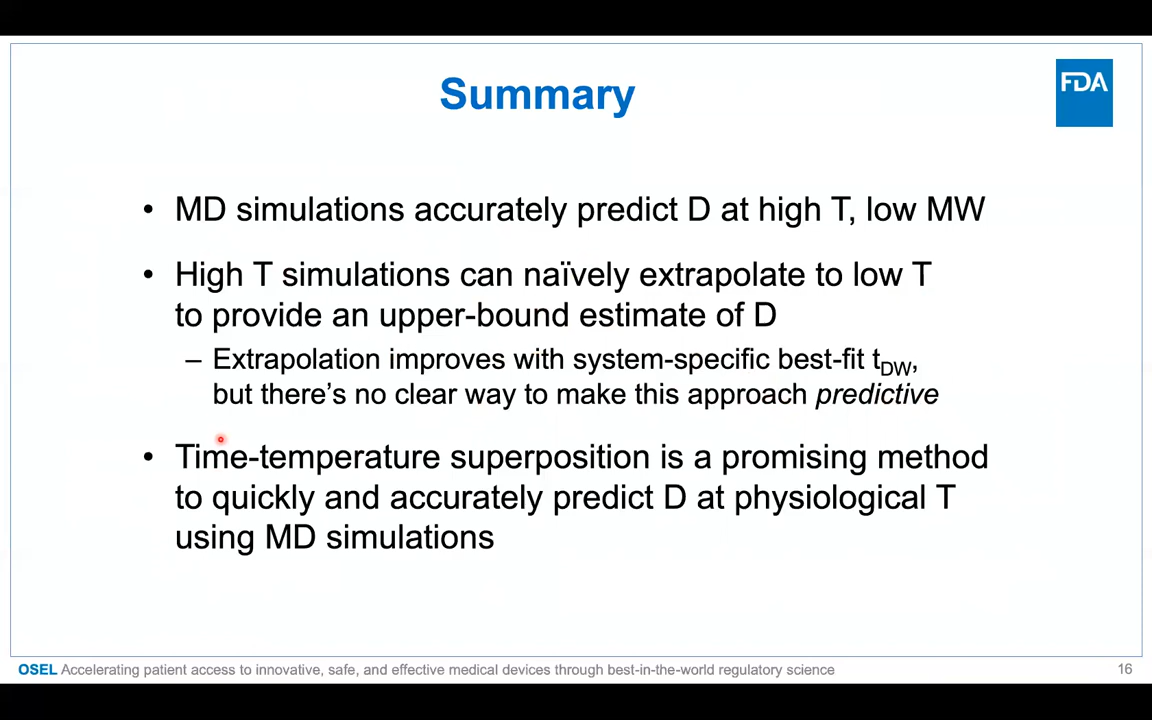 Summary
FDA
• MD simulations accurately predict D at high T, low MW
• High T simulations can naïvely extrapolate to low T
to provide an upper-bound estimate of D
– Extrapolation improves with system-specific best-fit tDW,
but there’s no clear way to make this approach predictive
• Time-temperature superposition is a promising method
to quickly and accurately predict D at physiological T
using MD simulations
OSEL Accelerating patient access to innovative, safe, and effective medical devices through best-in-the-world regulatory science
16